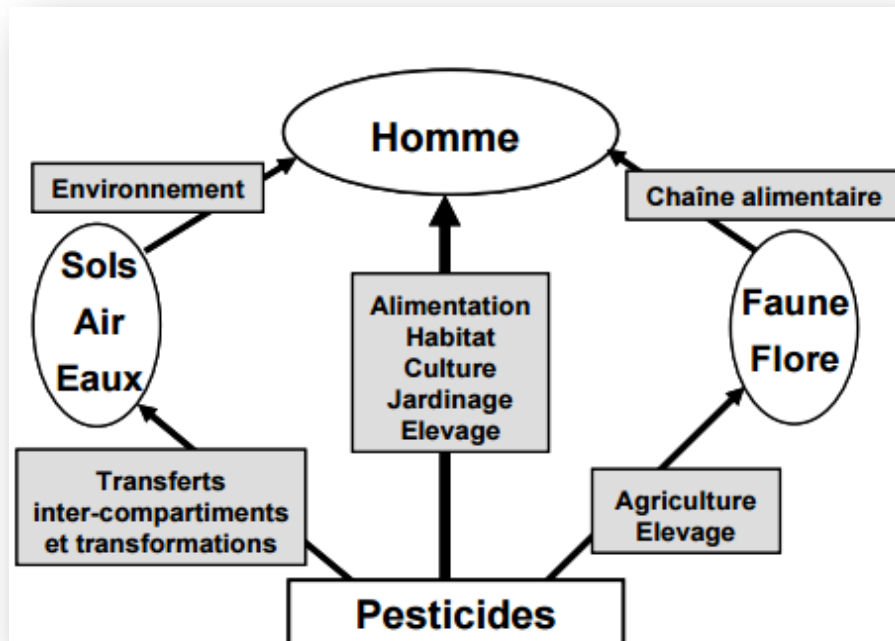 Homme
Environnement
Chaîne alimentaire
Sols
Air
Eaux
Alimentation
Habitat
Culture
Jardinage
Elevage
Faune
Flore
Transferts
inter-compartiments
et transformations
Agriculture
Elevage
Pesticides